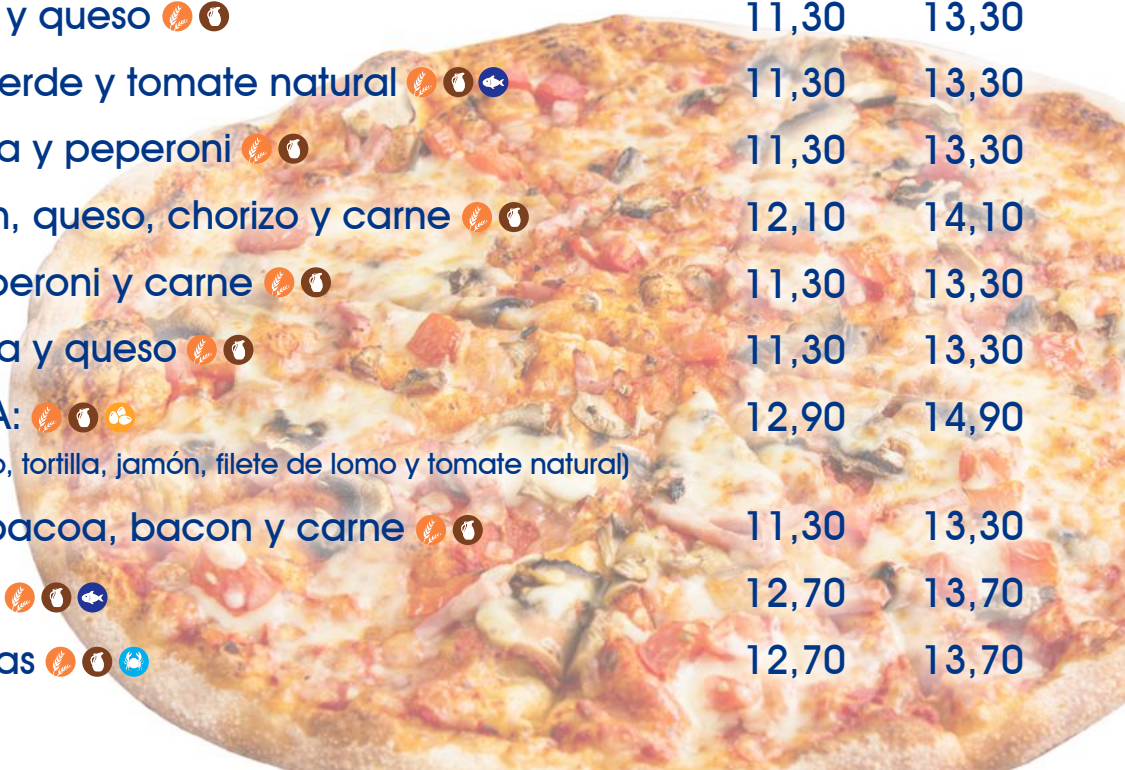 y queso 11,30 13,30
erde y tomate natural 11,30 13,30
a y peperoni 11,30 13,30
n, queso, chorizo y carne 12,10 14,10
peroni y carne 11,30 13,30
a y queso 11,30 13,30
A: 12,90 14,90
o, tortilla, jamón, filete de lomo y tomate natural)
bacoa, bacon y carne 11,30 13,30
12,70 13,70
as 12,70 13,70